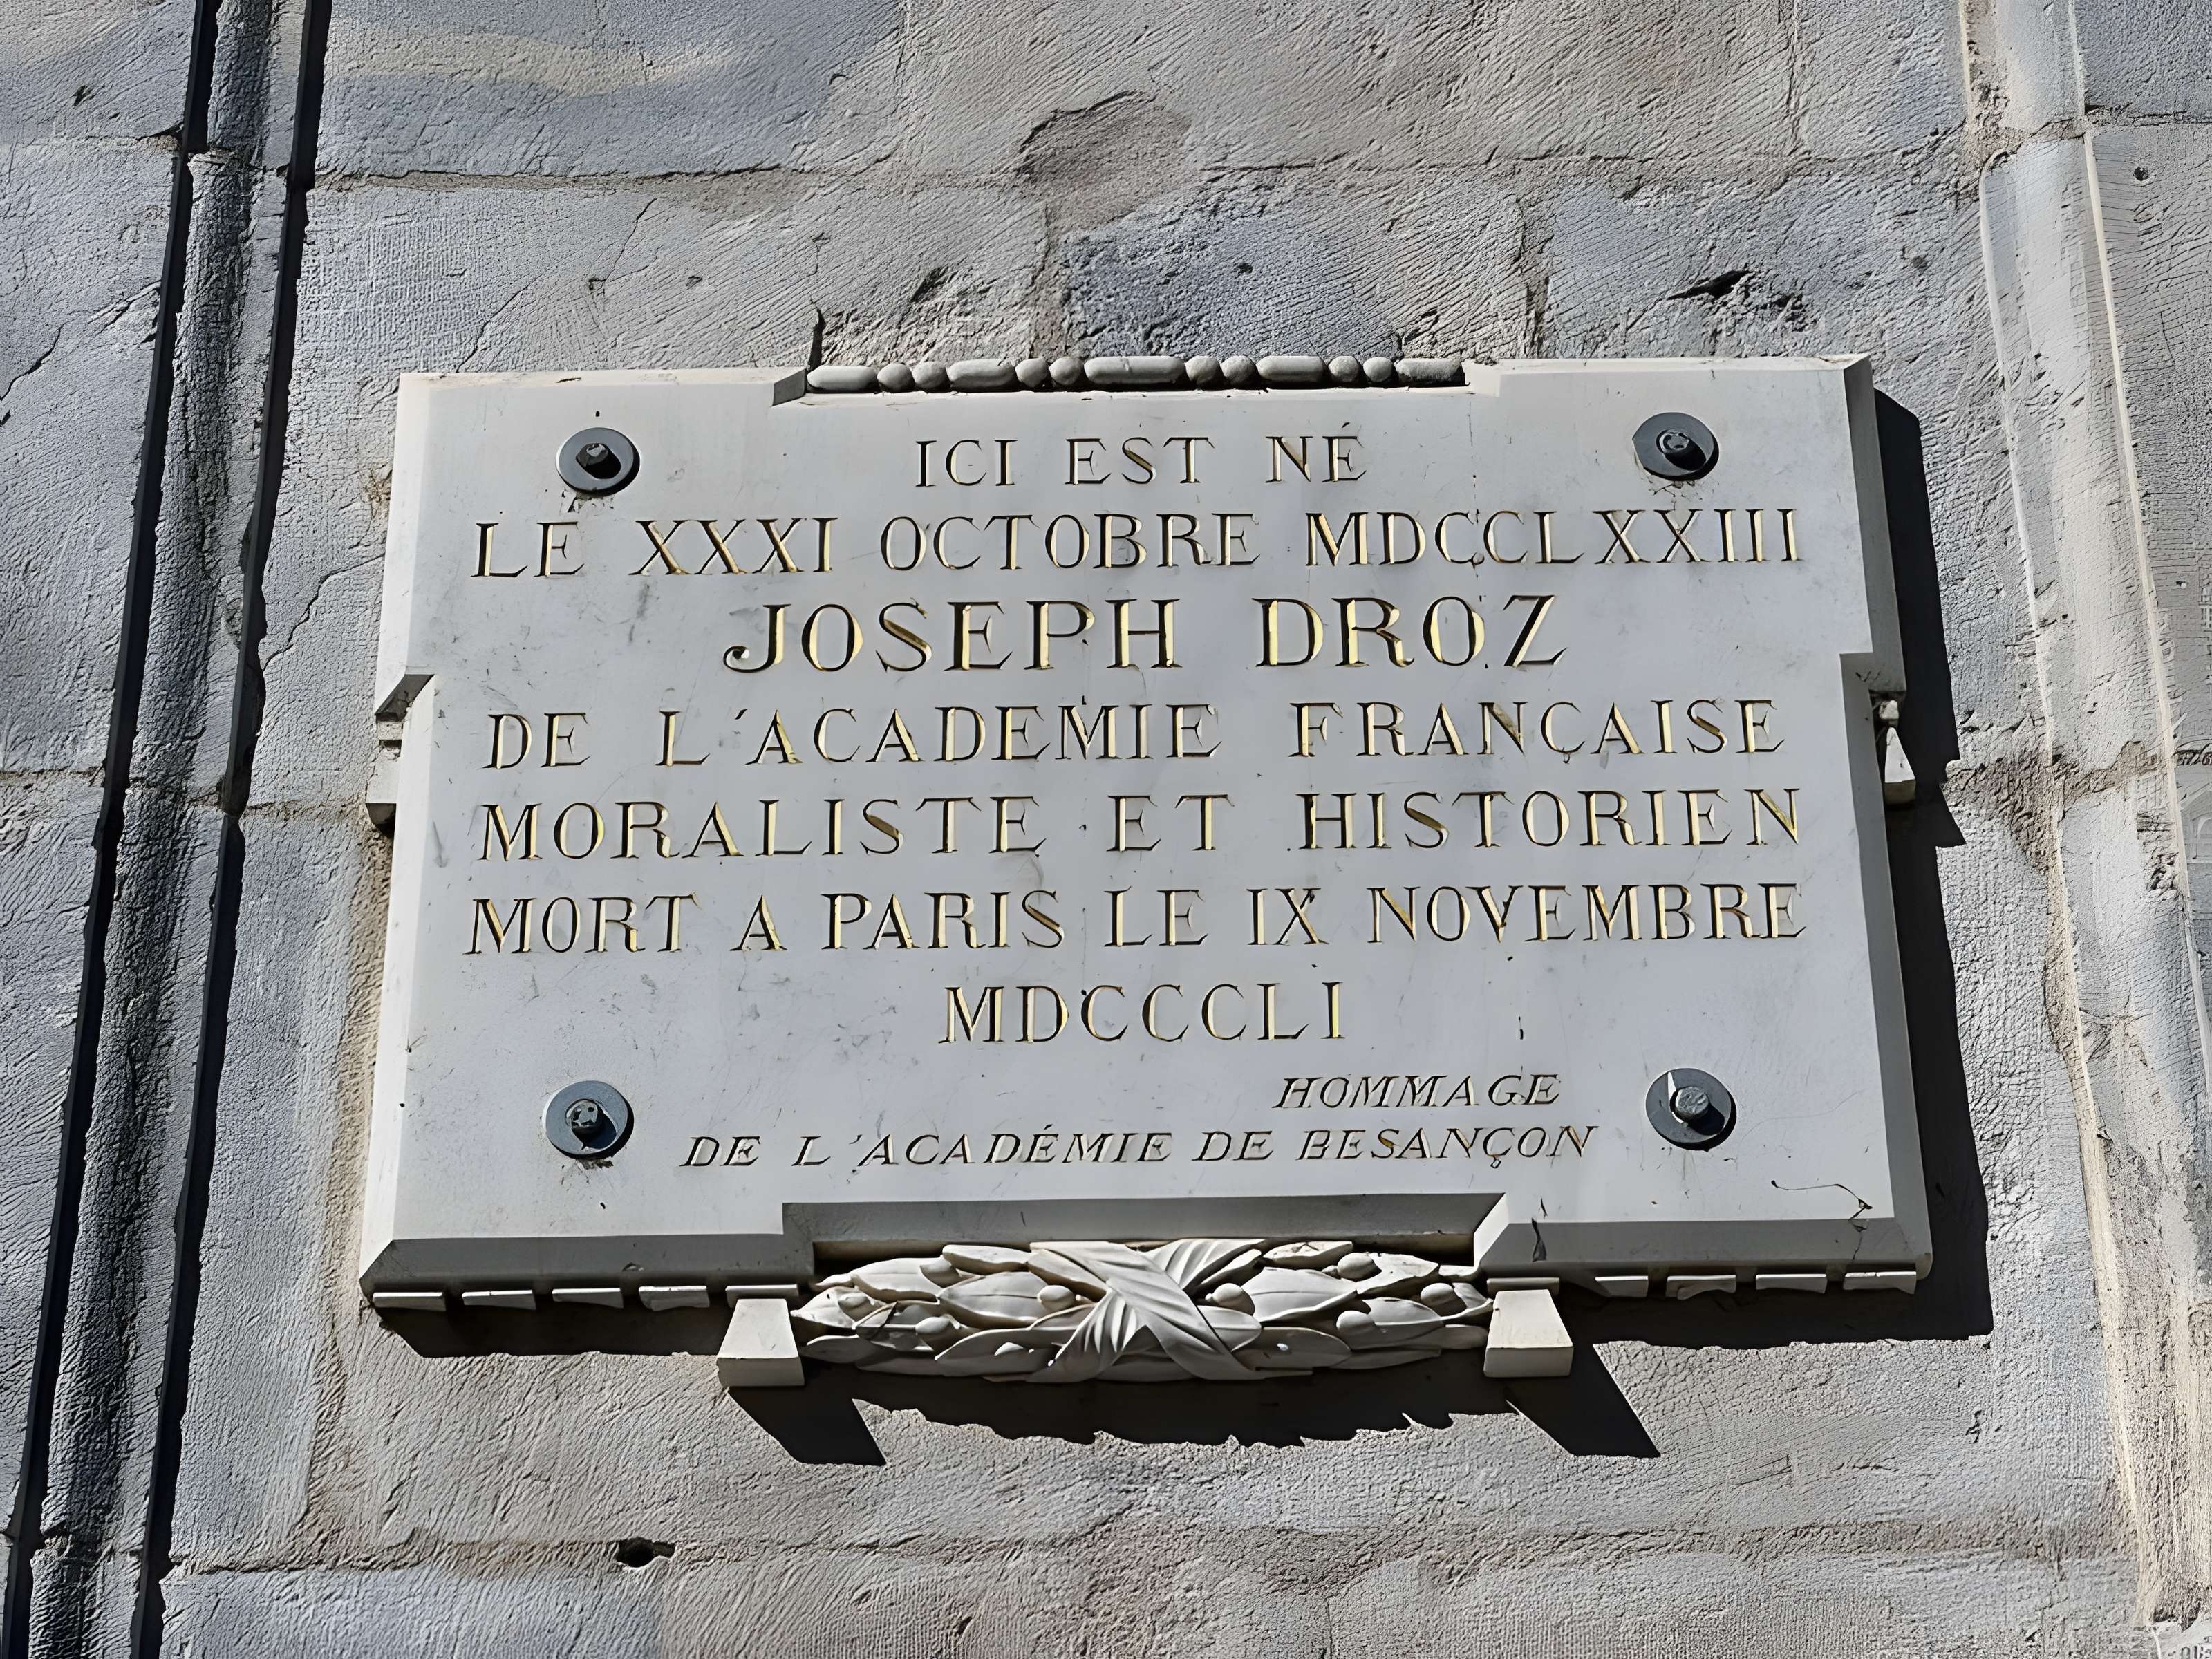 ICI EST NÉ
LE XXXI OCTOBRE MDCCLXXIII
JOSEPH DROZ
DE L'ACADEMIE FRANÇAISE
MORALISTE ET HISTORIEN
MORT A PARIS LE IX NOVEMBRE
MDCCCLI
HOMMAGE
DE L'ACADÉMIE DE BESANÇON